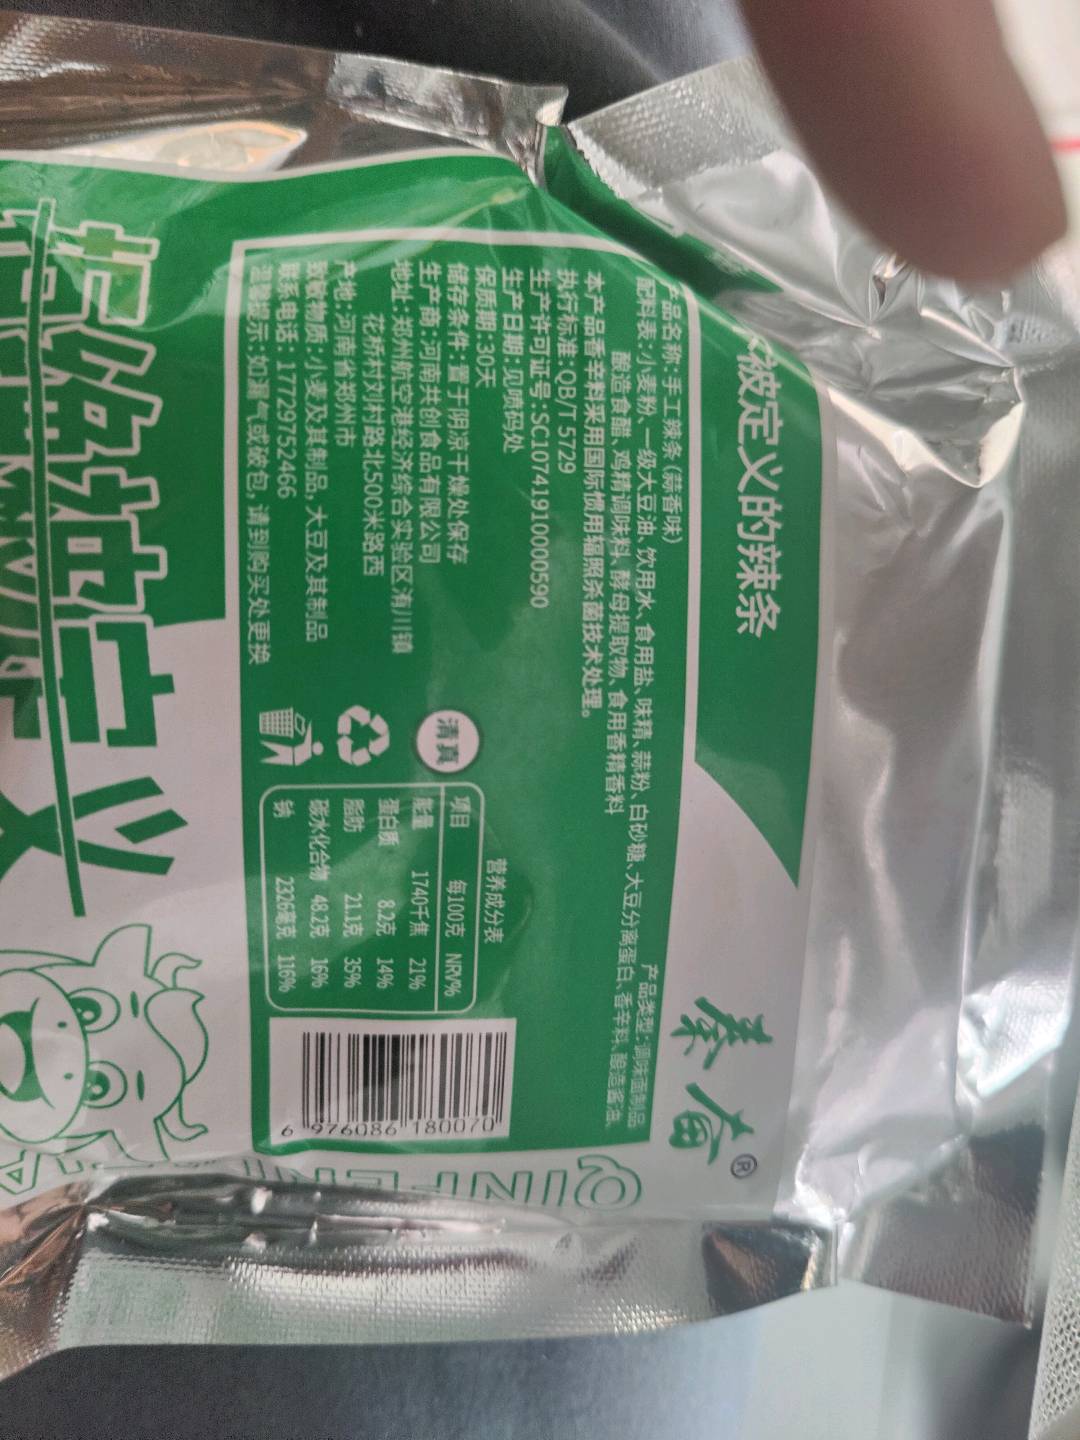 被定义的辣条
秦奋®
产品名称:手工辣条(蒜香味)
产品类型:调味面制品
配料表:小麦粉、一级大豆油、饮用水、食用盐、味精、蒜粉、白砂糖、大豆分离蛋白、香辛料、酿造酱油、
酿造食醋、鸡精调味料、酵母提取物、食用香精香料
本产品香辛料采用国际惯用辐照杀菌技术处理。
执行标准:QB/T 5729
生产许可证号:SC10741910000590
生产日期:见喷码处
保质期:30天
储存条件:置于阴凉干燥处保存
生产商:河南共创食品有限公司
地址:郑州航空港经济综合实验区洧川镇
花桥村刘村路北500米路西
产地:河南省郑州市
致敏物质:小麦及其制品,大豆及其制品
联系电话:17729752466
温馨提示:如漏气或破包,请到购买处更换
清真
营养成分表
项目 每100克 NRV%
能量 1740千焦 21%
蛋白质 8.2克 14%
脂肪 21.1克 35%
碳水化合物 48.2克 16%
钠 2326毫克 116%
6 976086 180070
QINFEN
定义